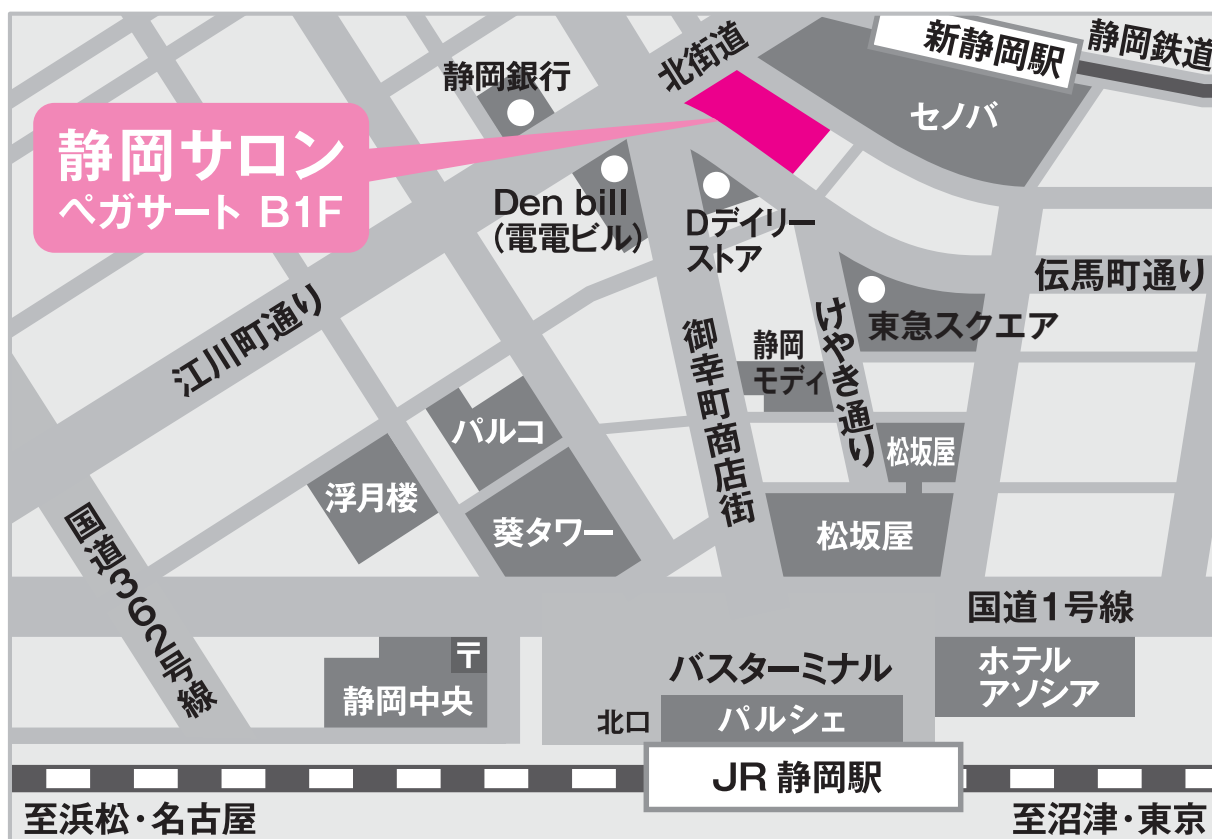 新静岡駅
静岡鉄道
北街道
静岡銀行
セノバ
静岡サロン
ペガサート B1F
Den bill
(電電ビル)
Dデイリー
ストア
伝馬町通り
東急スクエア
江川町通り
御幸町商店街
けやき通り
静岡
モディ
パルコ
松坂屋
浮月楼
葵タワー
松坂屋
国道362号線
国道1号線
〒
静岡中央
バスターミナル
ホテル
アソシア
北口
パルシェ
JR 静岡駅
至浜松・名古屋
至沼津・東京